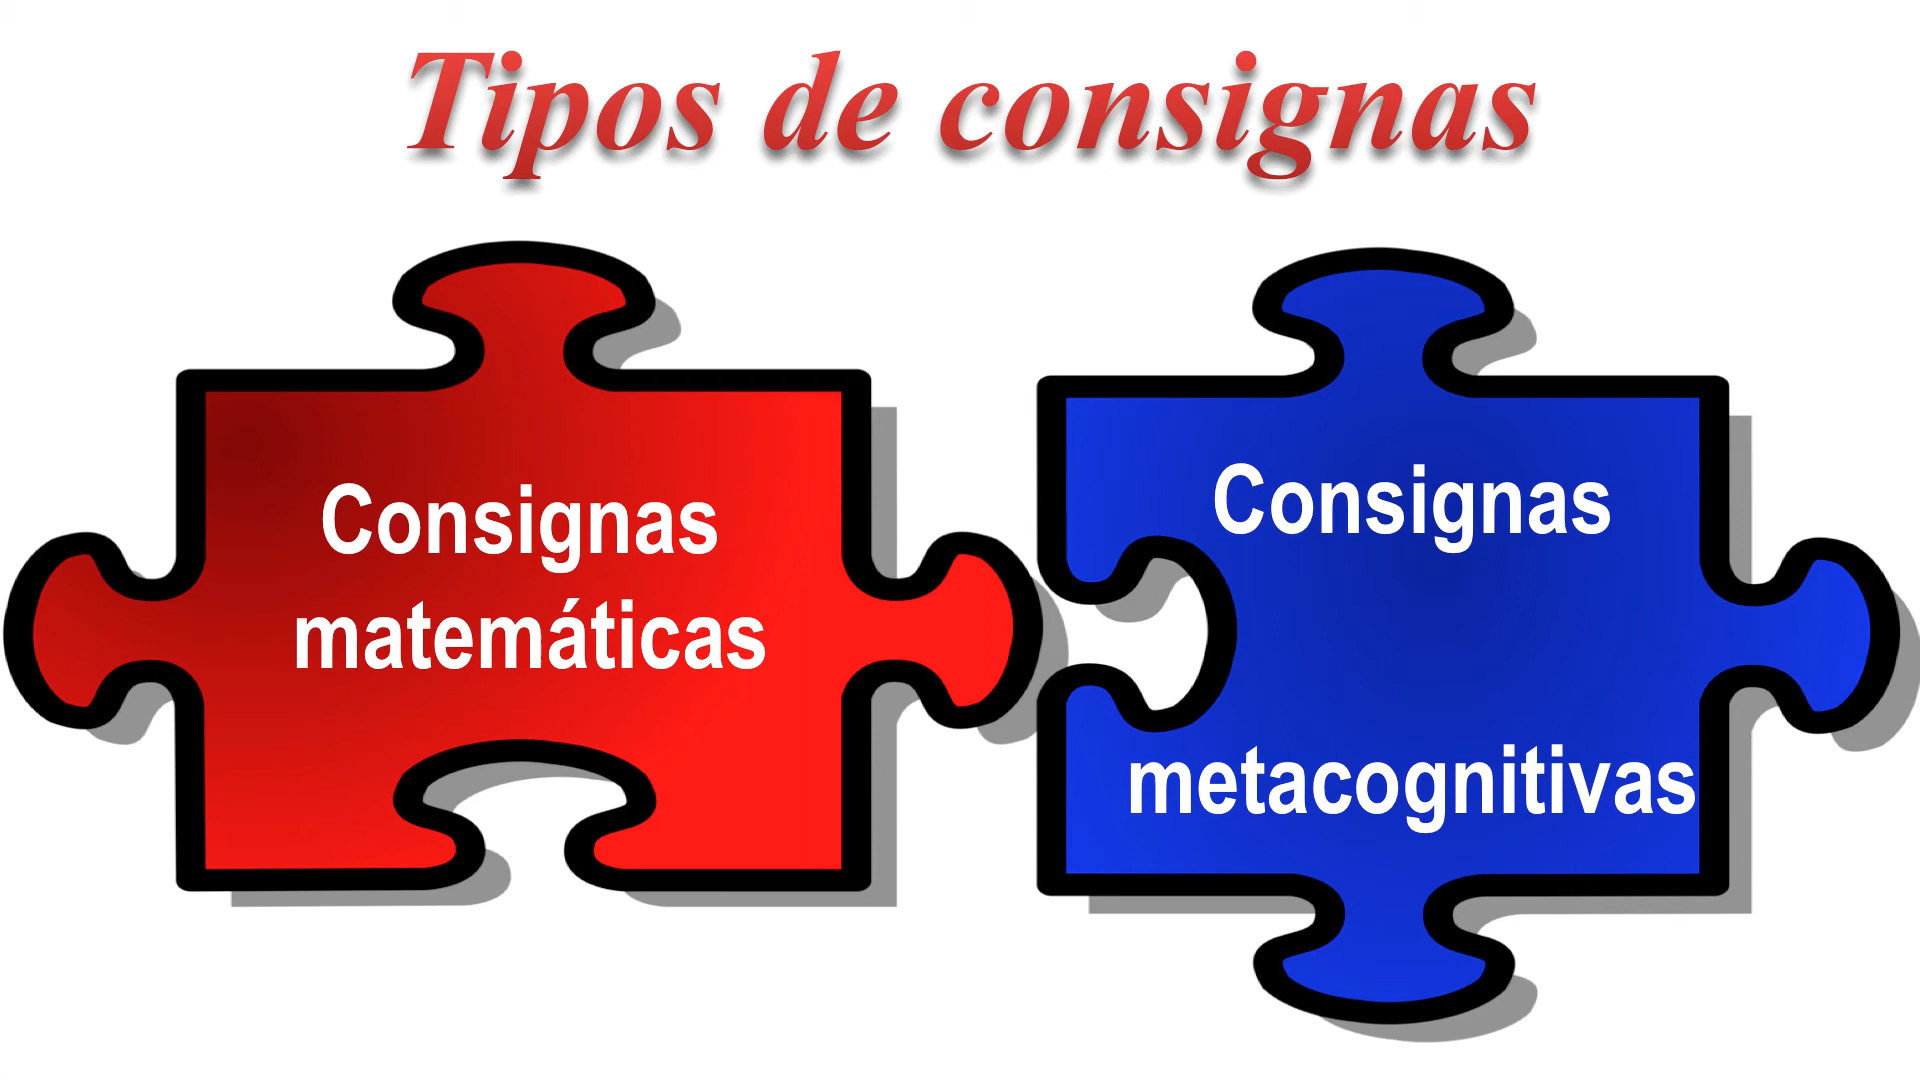 Tipos de consignas
Consignas
matemáticas
Consignas
metacognitivas